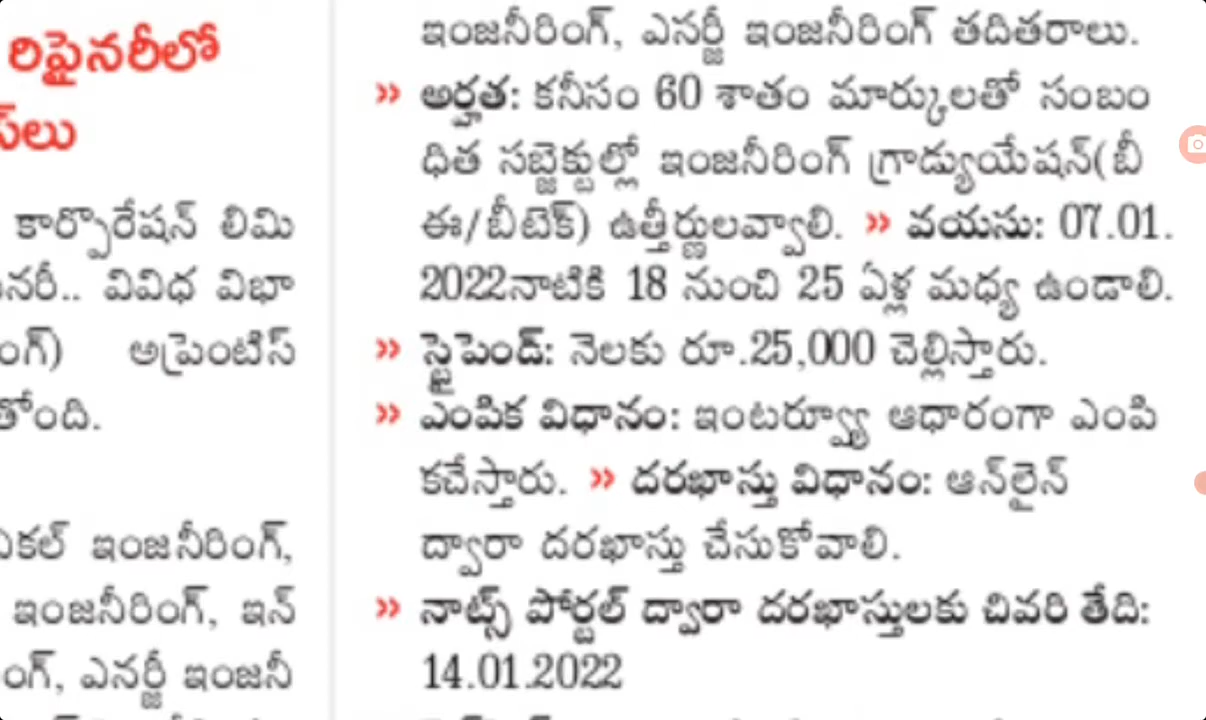 రిఫైనరీలో
కార్పొరేషన్ లిమి
వివిధ విభా
అప్రెంటిస్
ఇంజనీరింగ్,
ఇంజనీరింగ్, ఇన్
ఎనర్జీ ఇంజనీ
ఇంజనీరింగ్, ఎనర్జీ ఇంజనీరింగ్ తదితరాలు.
» అర్హత: కనీసం 60 శాతం మార్కులతో సంబం
ధిత సబ్జెక్టుల్లో ఇంజనీరింగ్ గ్రాడ్యుయేషన్(బీ
ఈ/బీటెక్) ఉత్తీర్ణులవ్వాలి. » వయసు: 07.01.
2022నాటికి 18 నుంచి 25 ఏళ్ల మధ్య ఉండాలి.
» స్టైపెండ్: నెలకు రూ.25,000 చెల్లిస్తారు.
» ఎంపిక విధానం: ఇంటర్వ్యూ ఆధారంగా ఎంపి
కచేస్తారు. » దరఖాస్తు విధానం: ఆన్‌లైన్
ద్వారా దరఖాస్తు చేసుకోవాలి.
» నాట్స్ పోర్టల్ ద్వారా దరఖాస్తులకు చివరి తేది:
14.01.2022